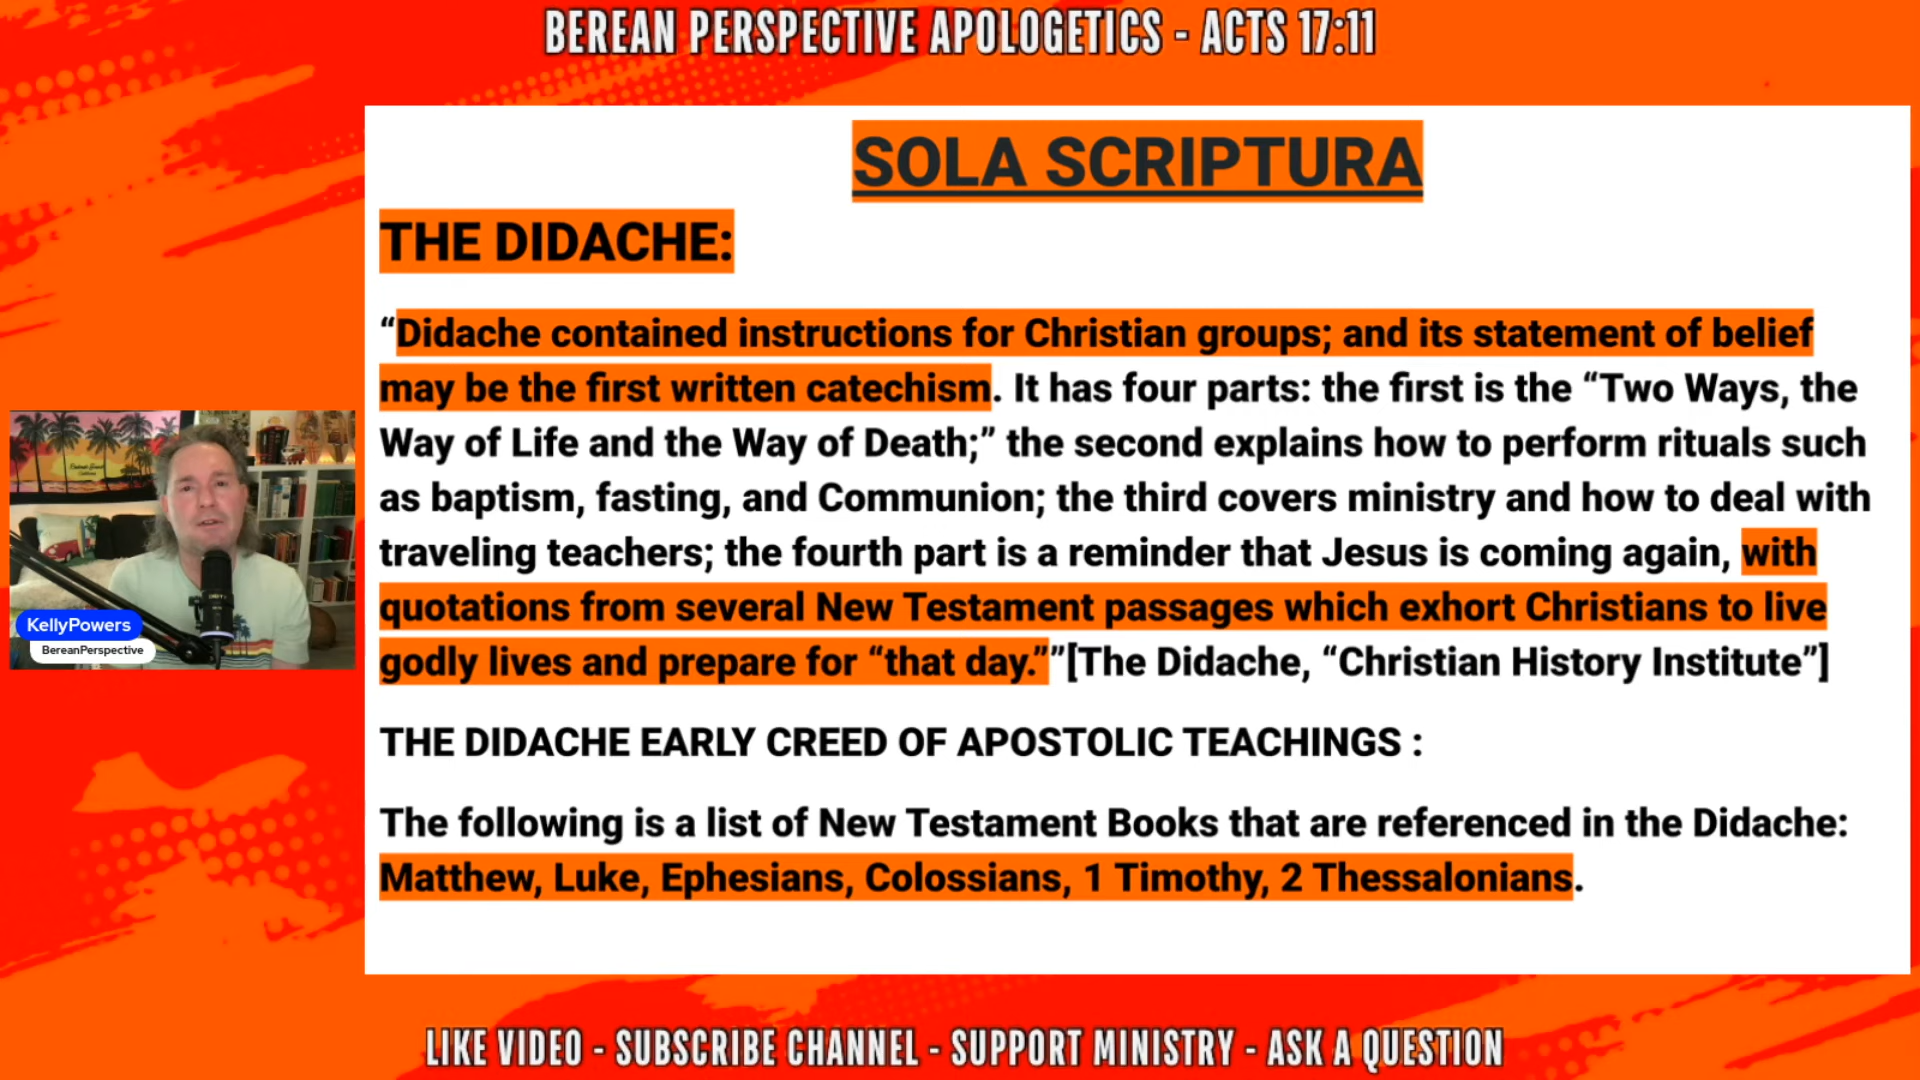 BEREAN PERSPECTIVE APOLOGETICS - ACTS 17:11
SOLA SCRIPTURA
THE DIDACHE:
“Didache contained instructions for Christian groups; and its statement of belief
may be the first written catechism. It has four parts: the first is the “Two Ways, the
Way of Life and the Way of Death;” the second explains how to perform rituals such
as baptism, fasting, and Communion; the third covers ministry and how to deal with
traveling teachers; the fourth part is a reminder that Jesus is coming again, with
quotations from several New Testament passages which exhort Christians to live
godly lives and prepare for “that day.””[The Didache, “Christian History Institute”]
THE DIDACHE EARLY CREED OF APOSTOLIC TEACHINGS :
The following is a list of New Testament Books that are referenced in the Didache:
Matthew, Luke, Ephesians, Colossians, 1 Timothy, 2 Thessalonians.
KellyPowers
BereanPerspective
LIKE VIDEO - SUBSCRIBE CHANNEL - SUPPORT MINISTRY - ASK A QUESTION